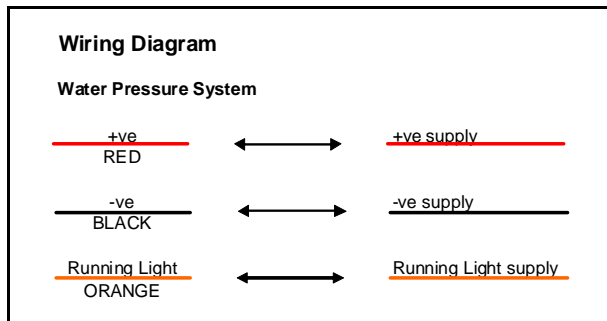 Wiring Diagram
Water Pressure System
+ve +ve supply
RED
-ve -ve supply
BLACK
Running Light Running Light supply
ORANGE